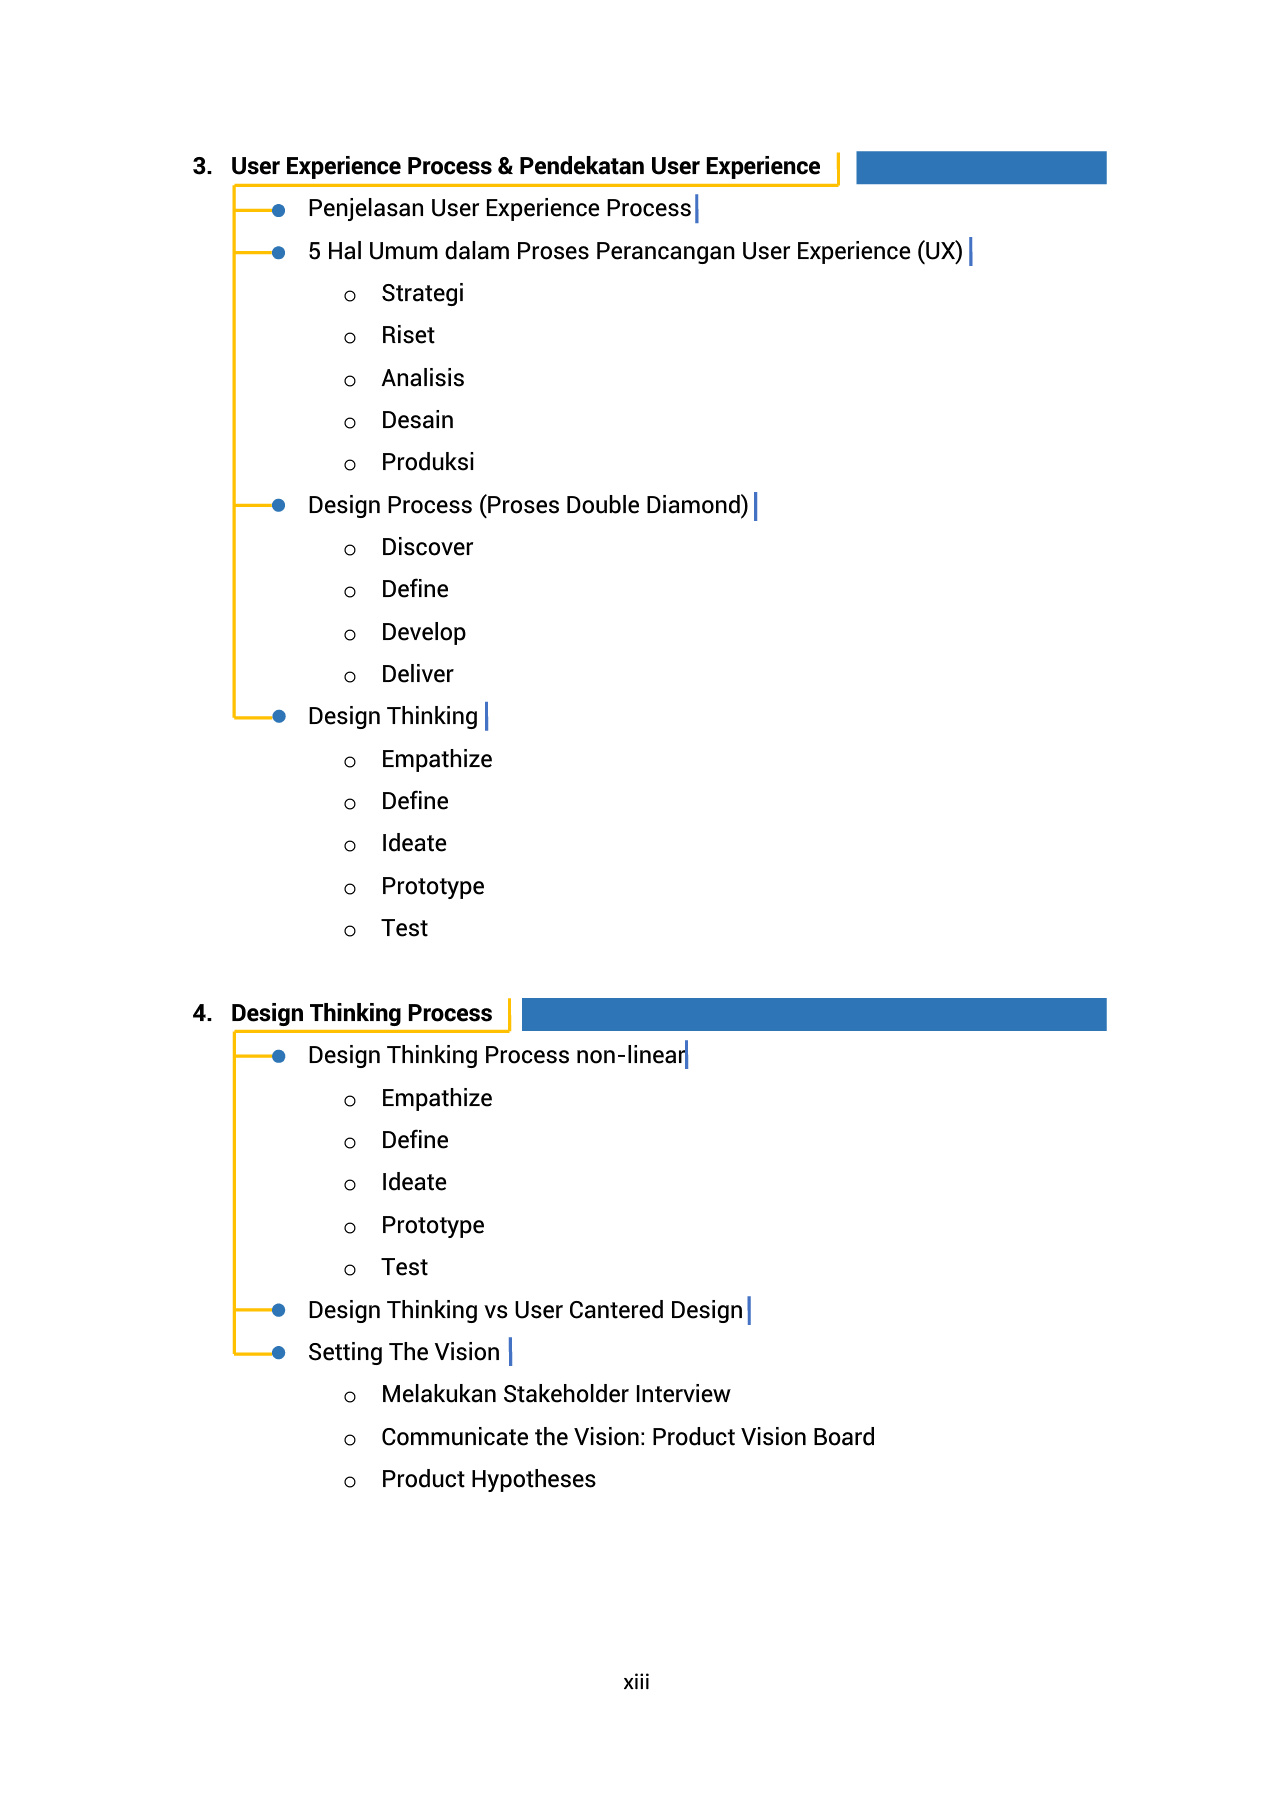 3. User Experience Process & Pendekatan User Experience
Penjelasan User Experience Process
5 Hal Umum dalam Proses Perancangan User Experience (UX)
o Strategi
o Riset
o Analisis
o Desain
o Produksi
Design Process (Proses Double Diamond)
o Discover
o Define
o Develop
o Deliver
Design Thinking
o Empathize
o Define
o Ideate
o Prototype
o Test
4. Design Thinking Process
Design Thinking Process non-linear
o Empathize
o Define
o Ideate
o Prototype
o Test
Design Thinking vs User Cantered Design
Setting The Vision
o Melakukan Stakeholder Interview
o Communicate the Vision: Product Vision Board
o Product Hypotheses
xiii